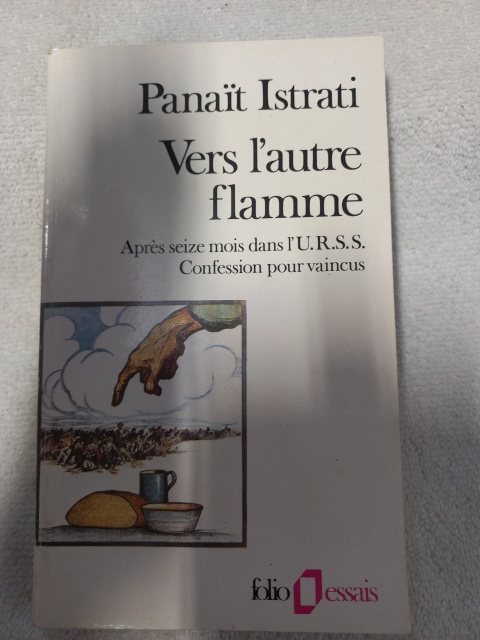 Panaït Istrati
Vers l'autre
flamme
Après seize mois dans l'U.R.S.S.
Confession pour vaincus
folio essais